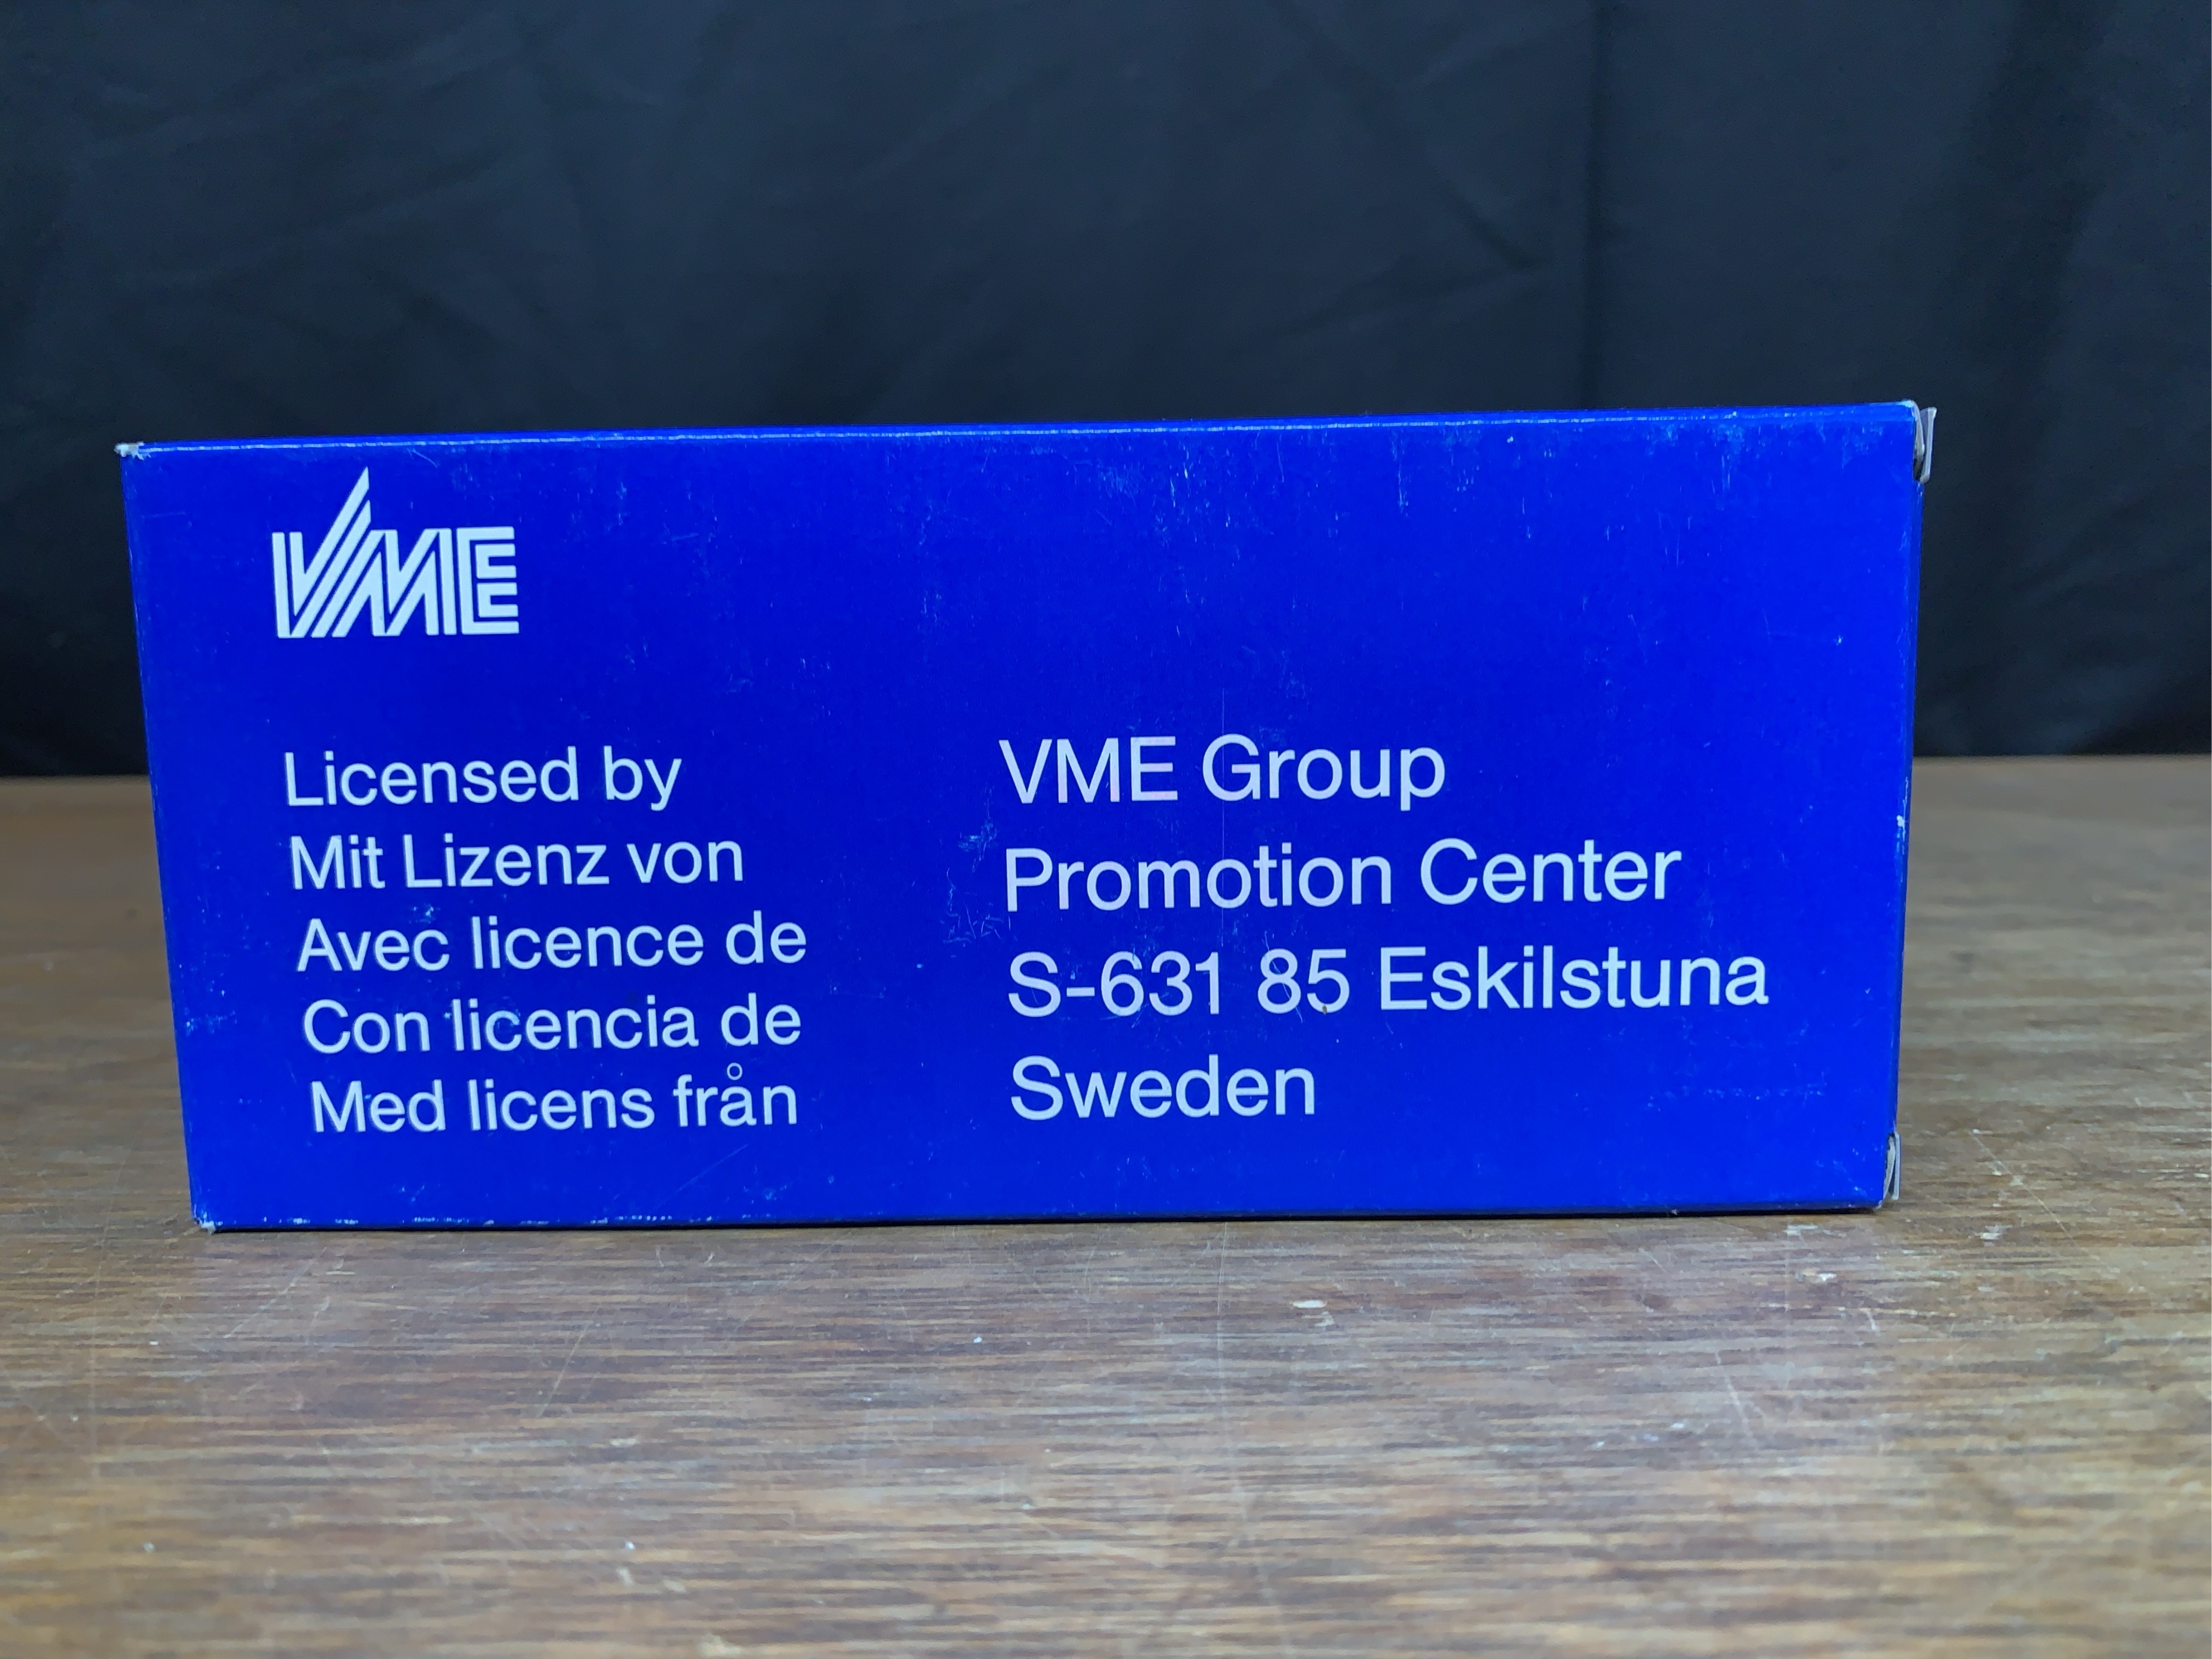 VME
Licensed by
Mit Lizenz von
Avec licence de
Con licencia de
Med licens från
VME Group
Promotion Center
S-631 85 Eskilstuna
Sweden